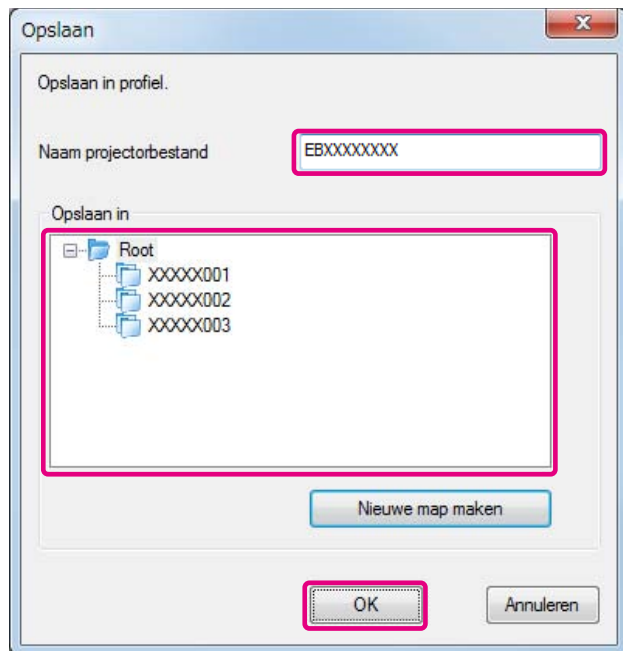 Opslaan
Opslaan in profiel.
Naam projectorbestand EBXXXXXXXX
Opslaan in
Root
XXXXX001
XXXXX002
XXXXX003
Nieuwe map maken
OK Annuleren